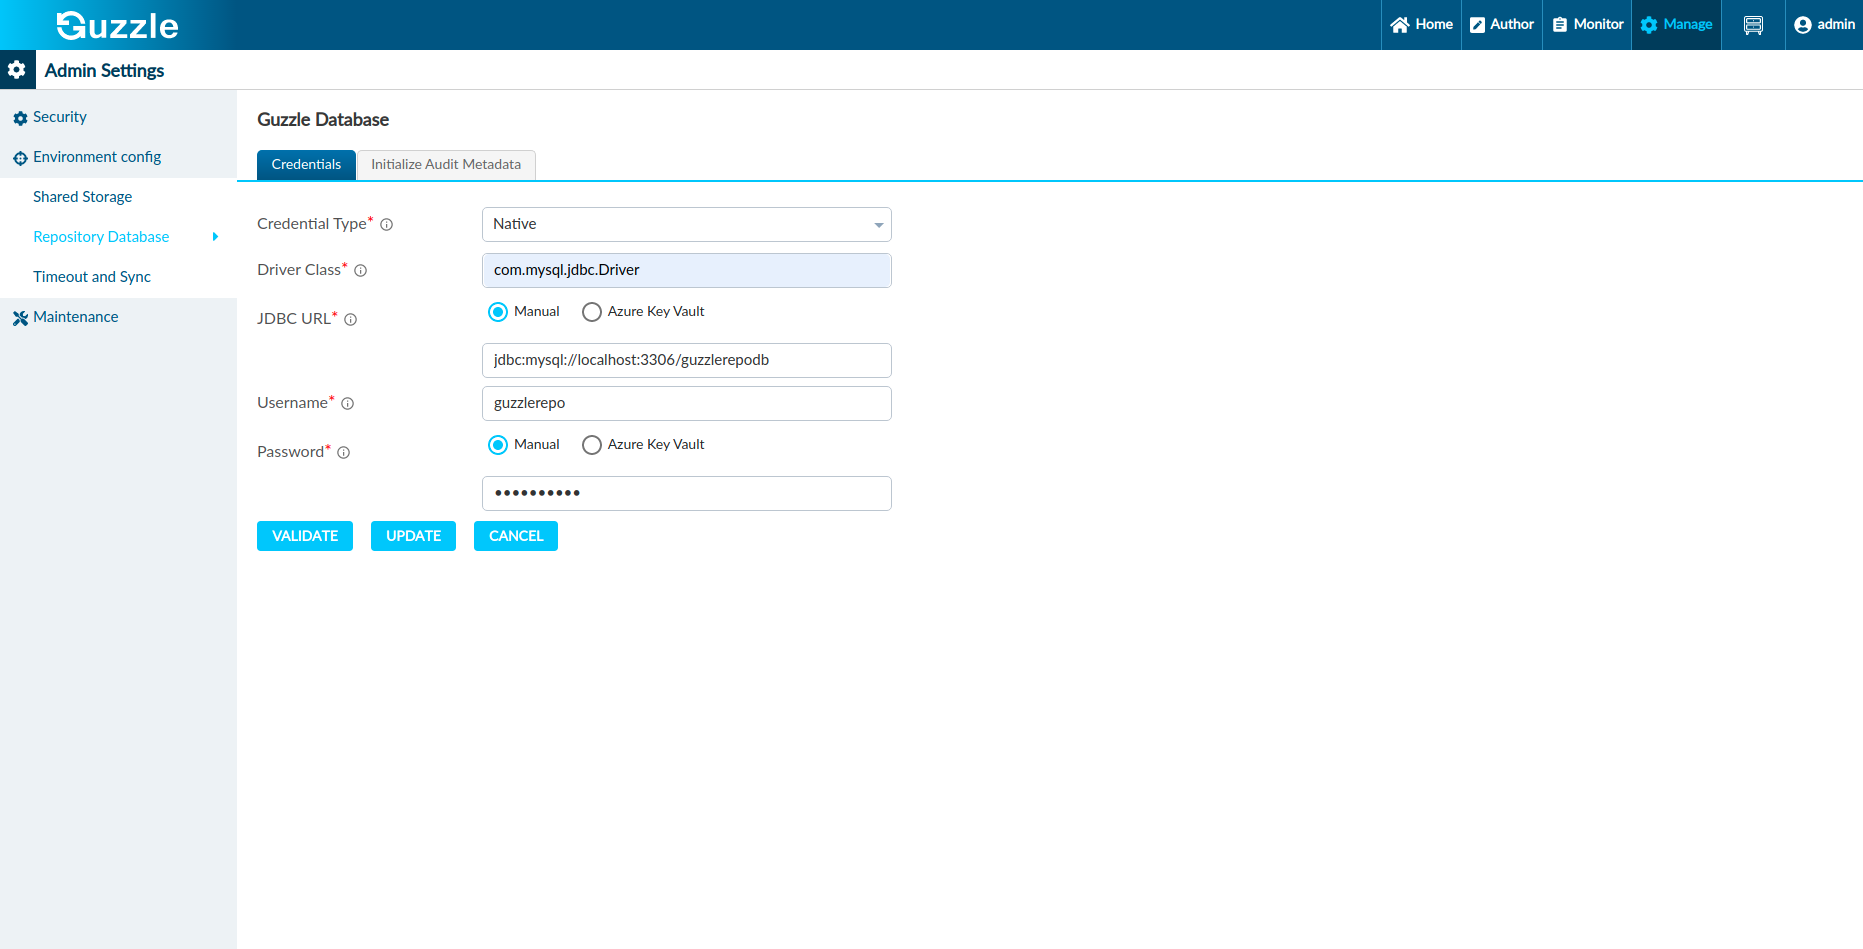 Guzzle
Home Author Monitor Manage admin
Admin Settings
Security
Environment config
Shared Storage
Repository Database
Timeout and Sync
Maintenance
Guzzle Database
Credentials Initialize Audit Metadata
Credential Type* Native
Driver Class* com.mysql.jdbc.Driver
JDBC URL* Manual Azure Key Vault
jdbc:mysql://localhost:3306/guzzlerepodb
Username* guzzlerepo
Password* Manual Azure Key Vault
••••••••••
VALIDATE UPDATE CANCEL